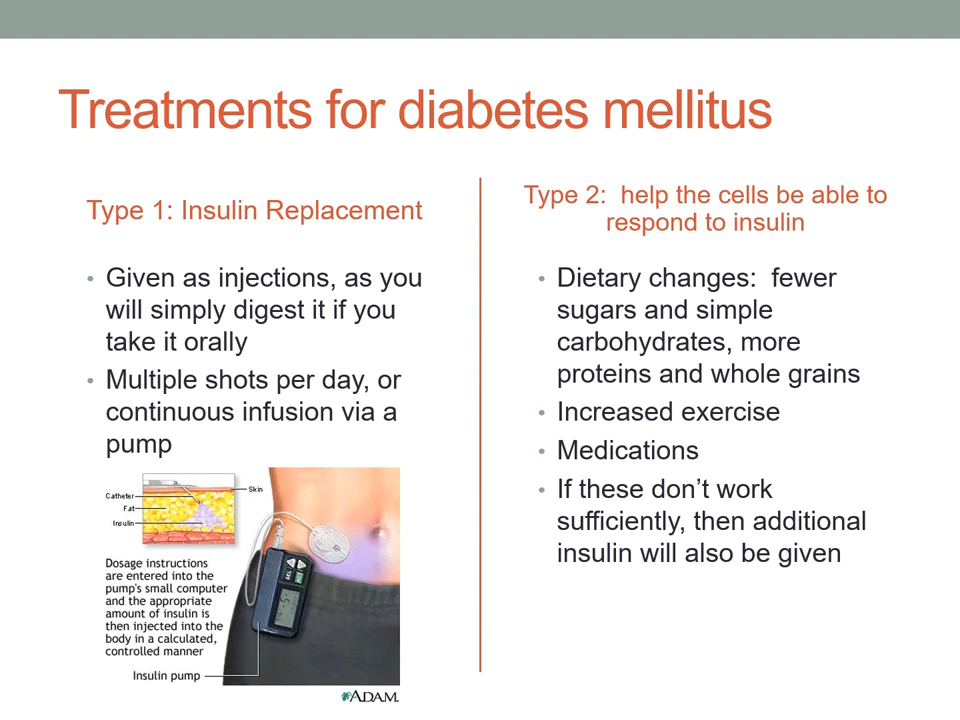 Treatments for diabetes mellitus
Type 1: Insulin Replacement
• Given as injections, as you
will simply digest it if you
take it orally
• Multiple shots per day, or
continuous infusion via a
pump
Catheter
Skin
Fat
Insulin
Dosage instructions
are entered into the
pump's small computer
and the appropriate
amount of insulin is
then injected into the
body in a calculated,
controlled manner
Insulin pump
SEL
ACT
ADAM.
Type 2:  help the cells be able to
respond to insulin
• Dietary changes:  fewer
sugars and simple
carbohydrates, more
proteins and whole grains
• Increased exercise
• Medications
• If these don’t work
sufficiently, then additional
insulin will also be given